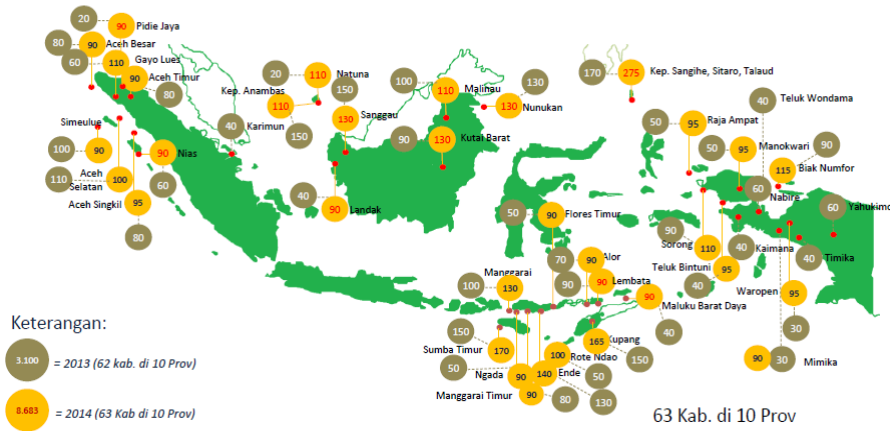 20
90 Pidie Jaya
80 90 Aceh Besar
60 110 Gayo Lues
90 Aceh Timur
80
Simeulue
100 90
110 Aceh Selatan 100
Aceh Singkil 95
80
90 Nias
60
40 Karimun
20 110 Natuna
Kep. Anambas 150
110
150
130 Sanggau
40
90 Landak
100 110 Malinau
130
130 Nunukan
90 130 Kutai Barat
170 275 Kep. Sangihe, Sitaro, Talaud
Teluk Wondama
40
50 95 Raja Ampat
50 95 Manokwari
90
115 Biak Numfor
60 Nabire
60 Yahukimo
90 Sorong 110
40 Kaimana
40 Timika
Teluk Bintuni 95
40
Waropen 95
30
90 30 Mimika
50 90 Flores Timur
70 90 Alor
90 90 Lembata
90 Maluku Barat Daya
40
Manggarai
100 130
150 Sumba Timur 170
50 Ngada 90
Manggarai Timur 90 80
140 Ende
130
100 Rote Ndao
50
165 Kupang
150
Keterangan:
3.100 = 2013 (62 kab. di 10 Prov)
8.683 = 2014 (63 Kab di 10 Prov)
63 Kab. di 10 Prov